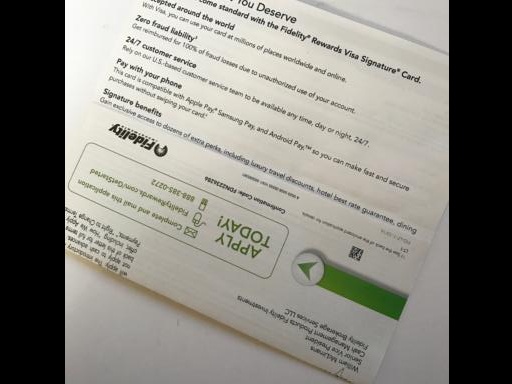 You Deserve
come standard with the Fidelity® Rewards Visa Signature® Card.
cepted around the world
With Visa, you can use your card at millions of places worldwide and online.
Zero fraud liability³
Get reimbursed for 100% of fraud losses due to unauthorized use of your account.
24/7 customer service
Rely on our U.S.-based customer service team to be available any time, day or night, 24/7.
Pay with your phone
This card is compatible with Apple Pay,® Samsung Pay, and Android Pay,™ so you can make fast and secure
purchases without swiping your card.
Signature benefits
Gain exclusive access to dozens of extra perks, including luxury travel discounts, hotel best rate guarantee, dining
William McLimans
Senior Vice President
Cash Management Products Fidelity Investments
Fidelity Brokerage Services LLC
APPLY
TODAY!
Complete and mail this application
FidelityRewards.com/GetStarted
888-385-0272
Confirmation Code:
Fidelity